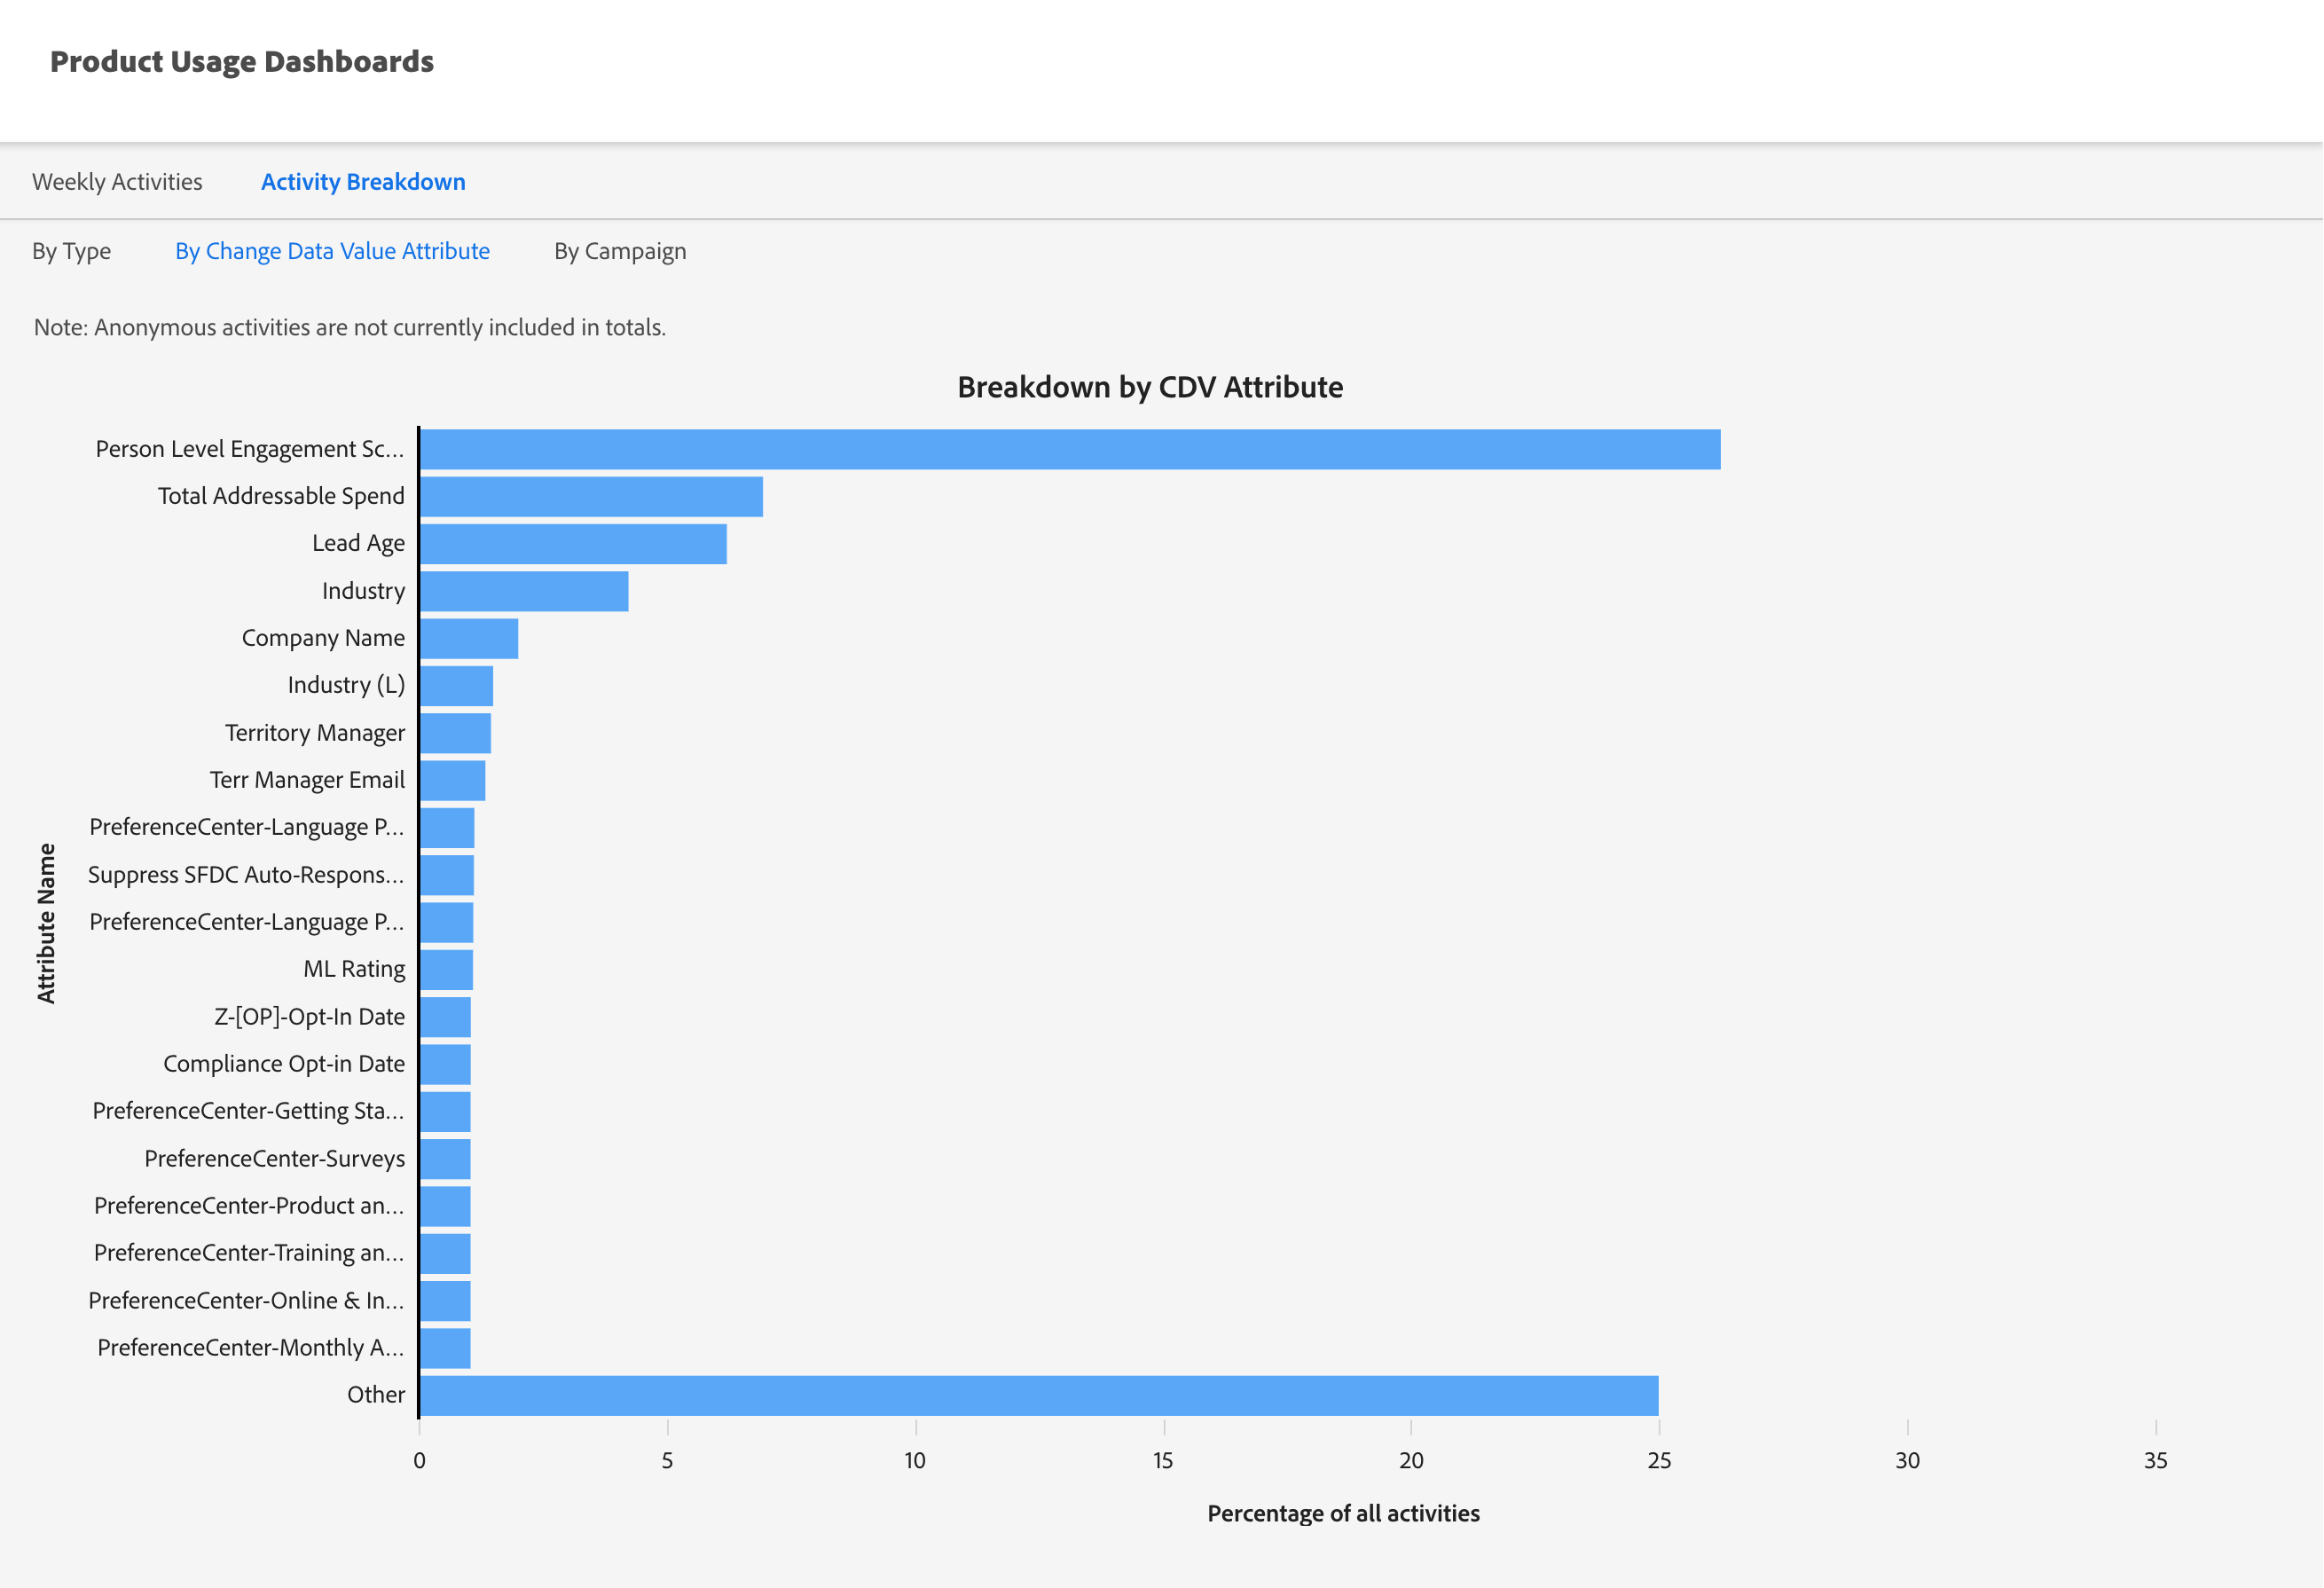 Product Usage Dashboards
Weekly Activities Activity Breakdown
By Type By Change Data Value Attribute By Campaign
Note: Anonymous activities are not currently included in totals.
Breakdown by CDV Attribute
Attribute Name
Person Level Engagement Sc...
Total Addressable Spend
Lead Age
Industry
Company Name
Industry (L)
Territory Manager
Terr Manager Email
PreferenceCenter-Language P...
Suppress SFDC Auto-Respons...
PreferenceCenter-Language P...
ML Rating
Z-[OP]-Opt-In Date
Compliance Opt-in Date
PreferenceCenter-Getting Sta...
PreferenceCenter-Surveys
PreferenceCenter-Product an...
PreferenceCenter-Training an...
PreferenceCenter-Online & In...
PreferenceCenter-Monthly A...
Other
0 5 10 15 20 25 30 35
Percentage of all activities